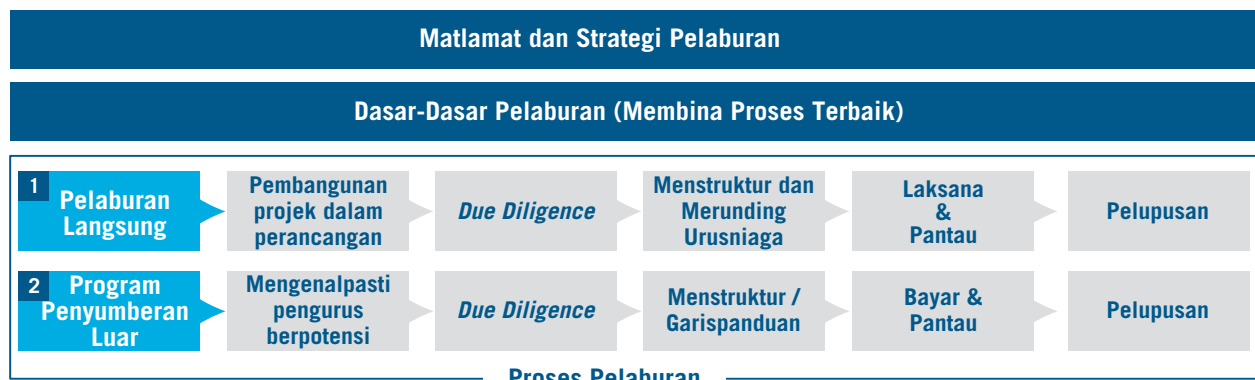 Matlamat dan Strategi Pelaburan
Dasar-Dasar Pelaburan (Membina Proses Terbaik)
1
Pelaburan
Langsung
Pembangunan
projek dalam
perancangan
Due Diligence
Menstruktur dan
Merunding
Urusniaga
Laksana
&
Pantau
Pelupusan
2
Program
Penyumberan
Luar
Mengenalpasti
pengurus
berpotensi
Due Diligence
Menstruktur /
Garispanduan
Bayar &
Pantau
Pelupusan
Proses Pelaburan